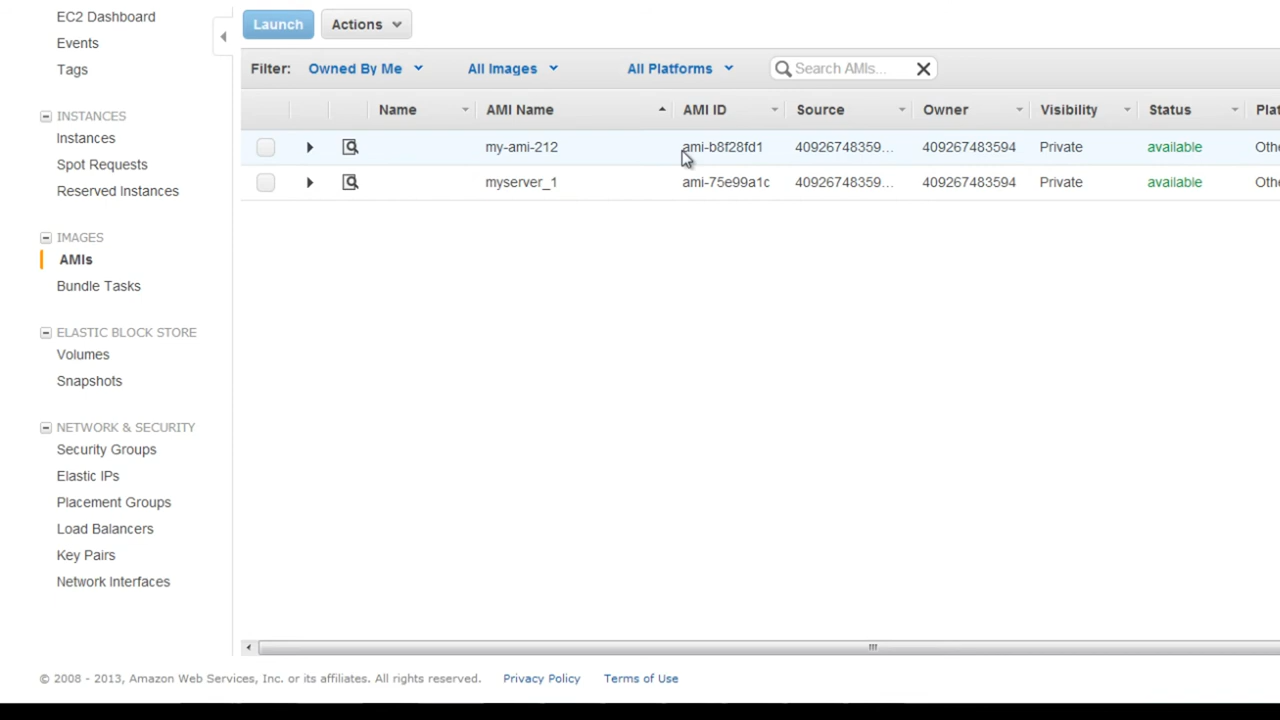 EC2 Dashboard
Events
Tags
INSTANCES
Instances
Spot Requests
Reserved Instances
IMAGES
AMIs
Bundle Tasks
ELASTIC BLOCK STORE
Volumes
Snapshots
NETWORK & SECURITY
Security Groups
Elastic IPs
Placement Groups
Load Balancers
Key Pairs
Network Interfaces
Launch Actions
Filter: Owned By Me All Images All Platforms Search AMIs...
Name AMI Name AMI ID Source Owner Visibility Status Plat
my-ami-212 ami-b8f28fd1 40926748359... 409267483594 Private available Othe
myserver_1 ami-75e99a1c 40926748359... 409267483594 Private available Othe
© 2008 - 2013, Amazon Web Services, Inc. or its affiliates. All rights reserved. Privacy Policy Terms of Use